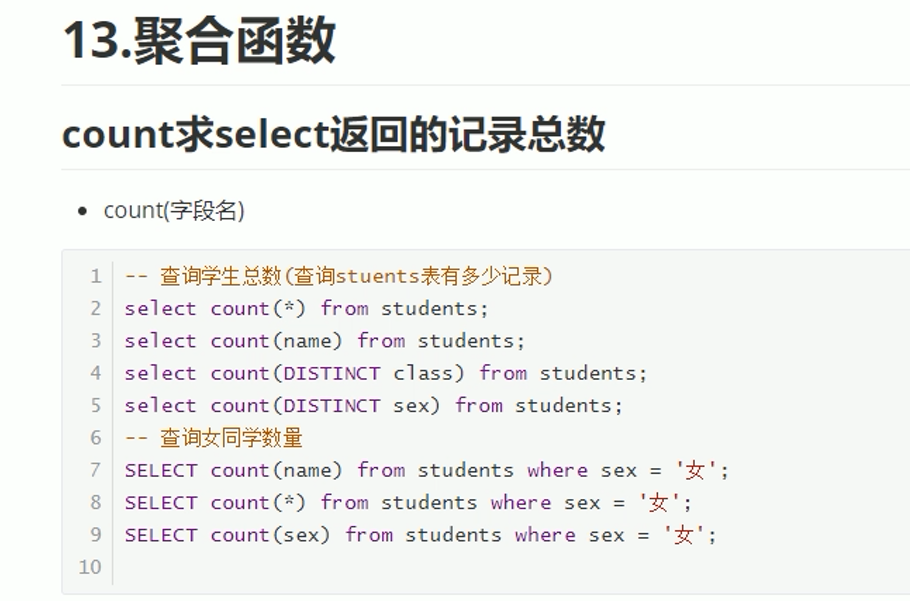 13.聚合函数
count求select返回的记录总数
• count(字段名)
1 -- 查询学生总数(查询stuents表有多少记录)
2 select count(*) from students;
3 select count(name) from students;
4 select count(DISTINCT class) from students;
5 select count(DISTINCT sex) from students;
6 -- 查询女同学数量
7 SELECT count(name) from students where sex = '女';
8 SELECT count(*) from students where sex = '女';
9 SELECT count(sex) from students where sex = '女';
10